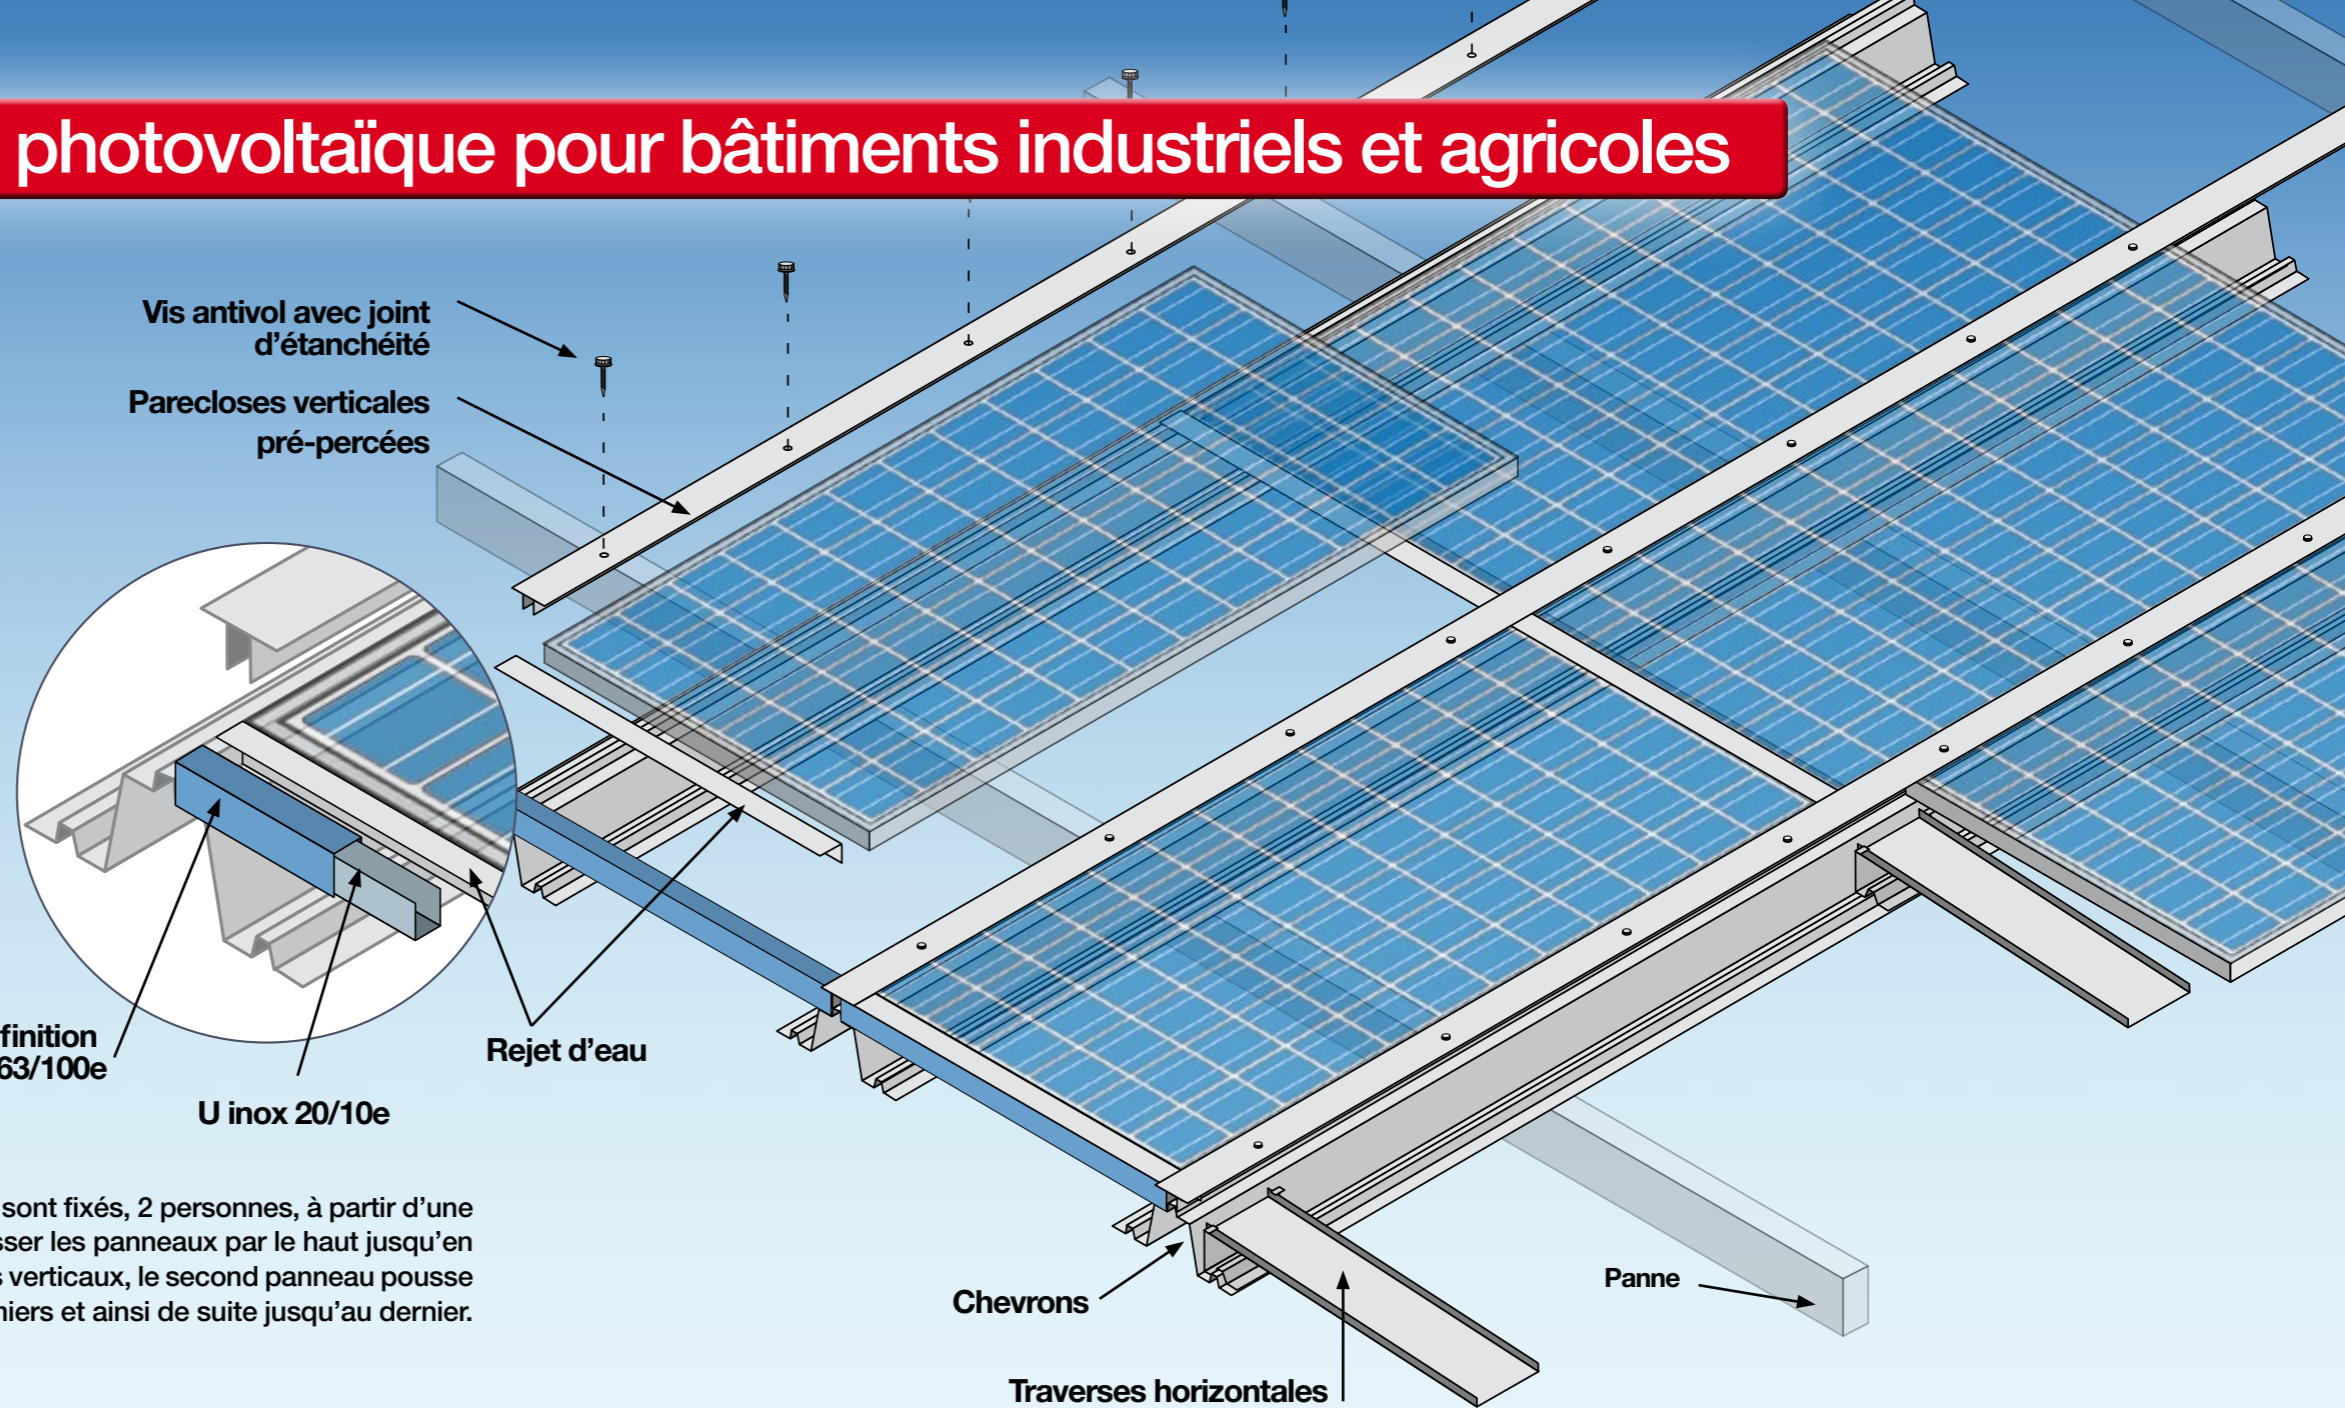 photovoltaïque pour bâtiments industriels et agricoles
Vis antivol avec joint
d’étanchéité
Parecloses verticales
pré-percées
finition
63/100e
U inox 20/10e
Rejet d’eau
sont fixés, 2 personnes, à partir d’une
sser les panneaux par le haut jusqu’en
s verticaux, le second panneau pousse
niers et ainsi de suite jusqu’au dernier.
Chevrons
Traverses horizontales
Panne